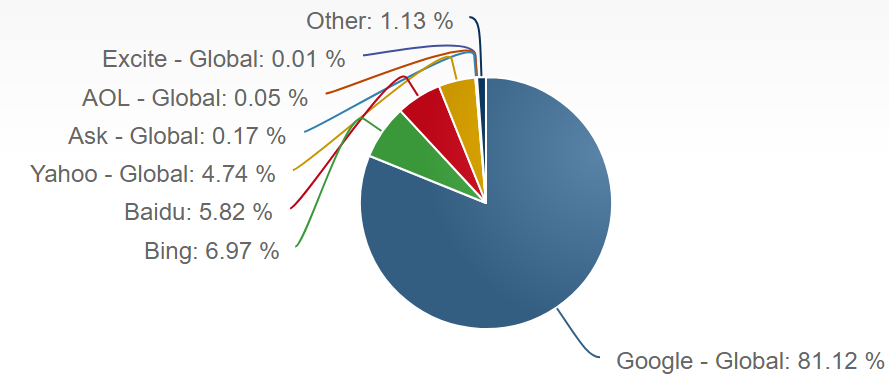 Other: 1.13 %
Excite - Global: 0.01 %
AOL - Global: 0.05 %
Ask - Global: 0.17 %
Yahoo - Global: 4.74 %
Baidu: 5.82 %
Bing: 6.97 %
Google - Global: 81.12 %